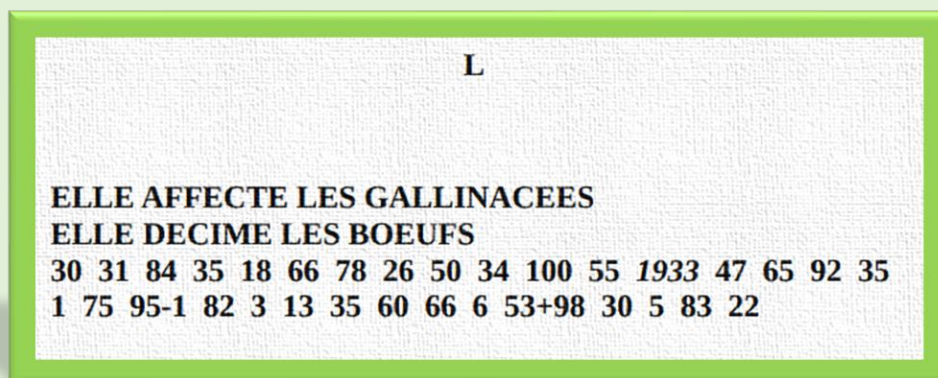 L
ELLE AFFECTE LES GALLINACEES
ELLE DECIME LES BOEUFS
30 31 84 35 18 66 78 26 50 34 100 55 1933 47 65 92 35
1 75 95-1 82 3 13 35 60 66 6 53+98 30 5 83 22